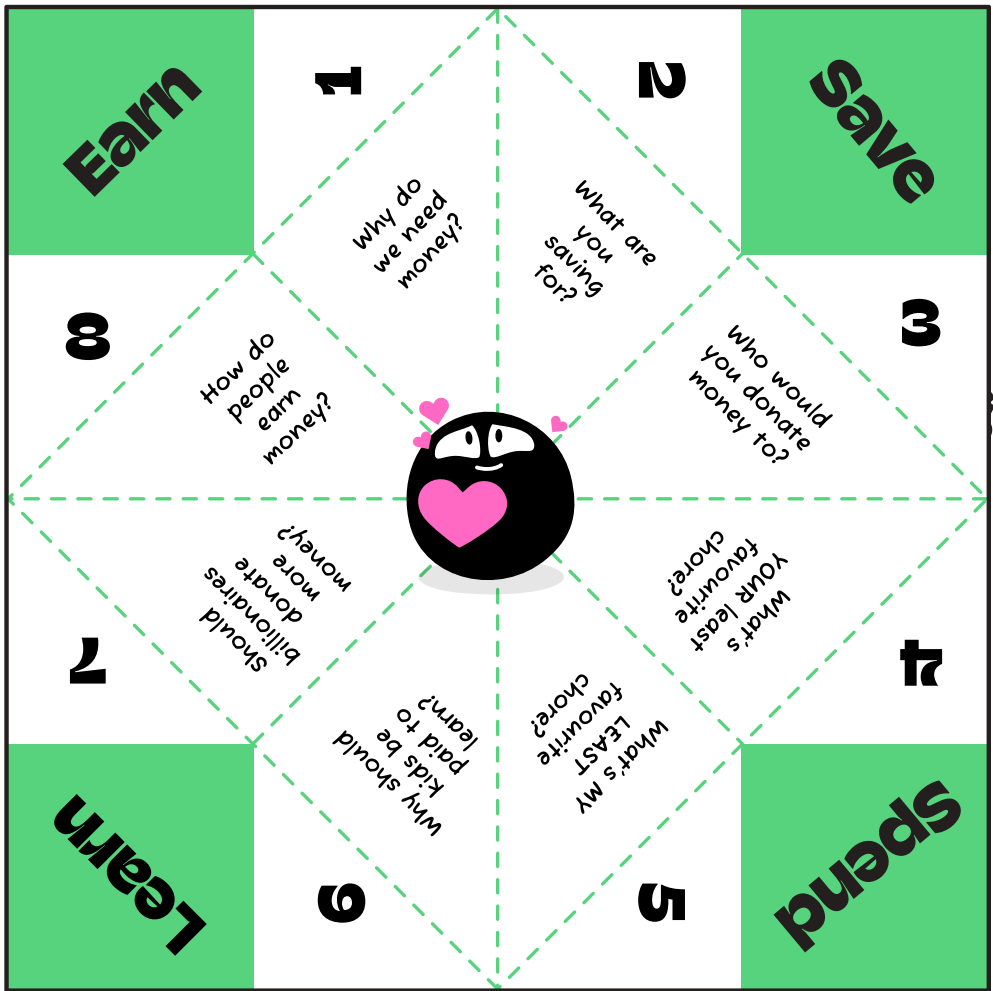 Earn
1
2
Save
Why do
we need
money?
What are
you
saving
for?
8
How do
people
earn
money?
Who would
you donate
money to?
3
7
Should
billionaires
donate
more
money?
What's
YOUR least
favourite
chore?
4
Why should
kids be
paid to
learn?
What's MY
LEAST
favourite
chore?
Learn
6
5
Spend